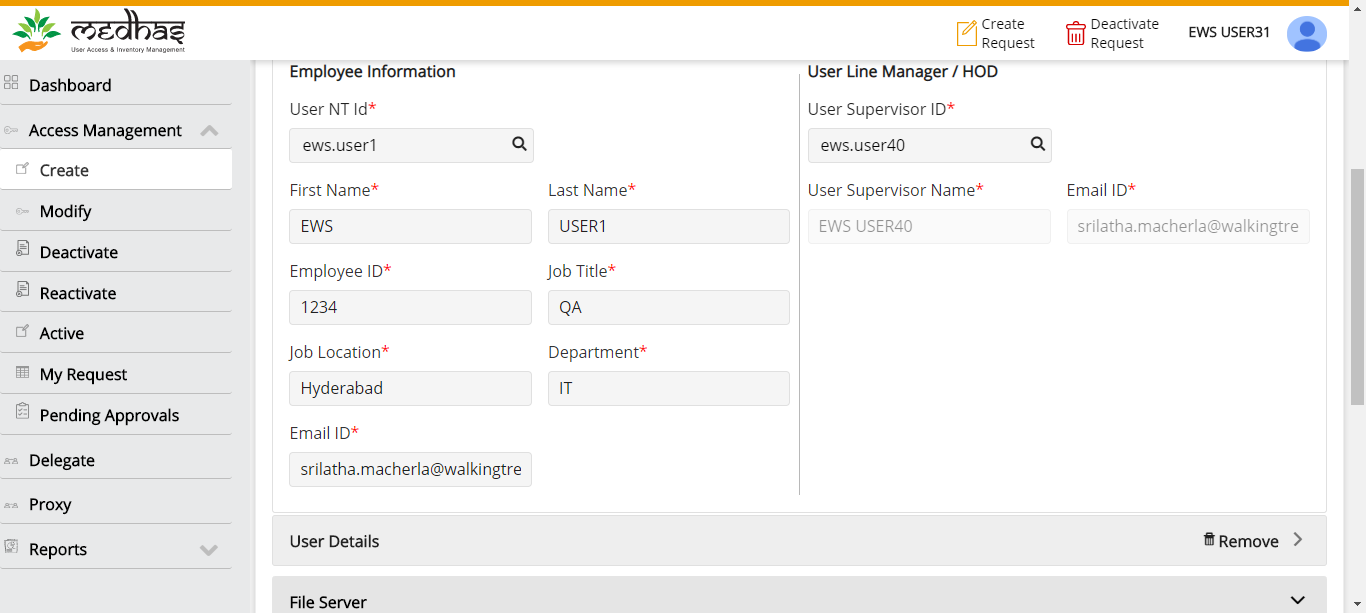 medhas
User Access & Inventory Management
Create
Request
Deactivate
Request
EWS USER31
Dashboard
Access Management
Create
Modify
Deactivate
Reactivate
Active
My Request
Pending Approvals
Delegate
Proxy
Reports
Employee Information
User NT Id*
ews.user1
First Name* Last Name*
EWS USER1
Employee ID* Job Title*
1234 QA
Job Location* Department*
Hyderabad IT
Email ID*
srilatha.macherla@walkingtre
User Line Manager / HOD
User Supervisor ID*
ews.user40
User Supervisor Name* Email ID*
EWS USER40 srilatha.macherla@walkingtre
User Details Remove
File Server